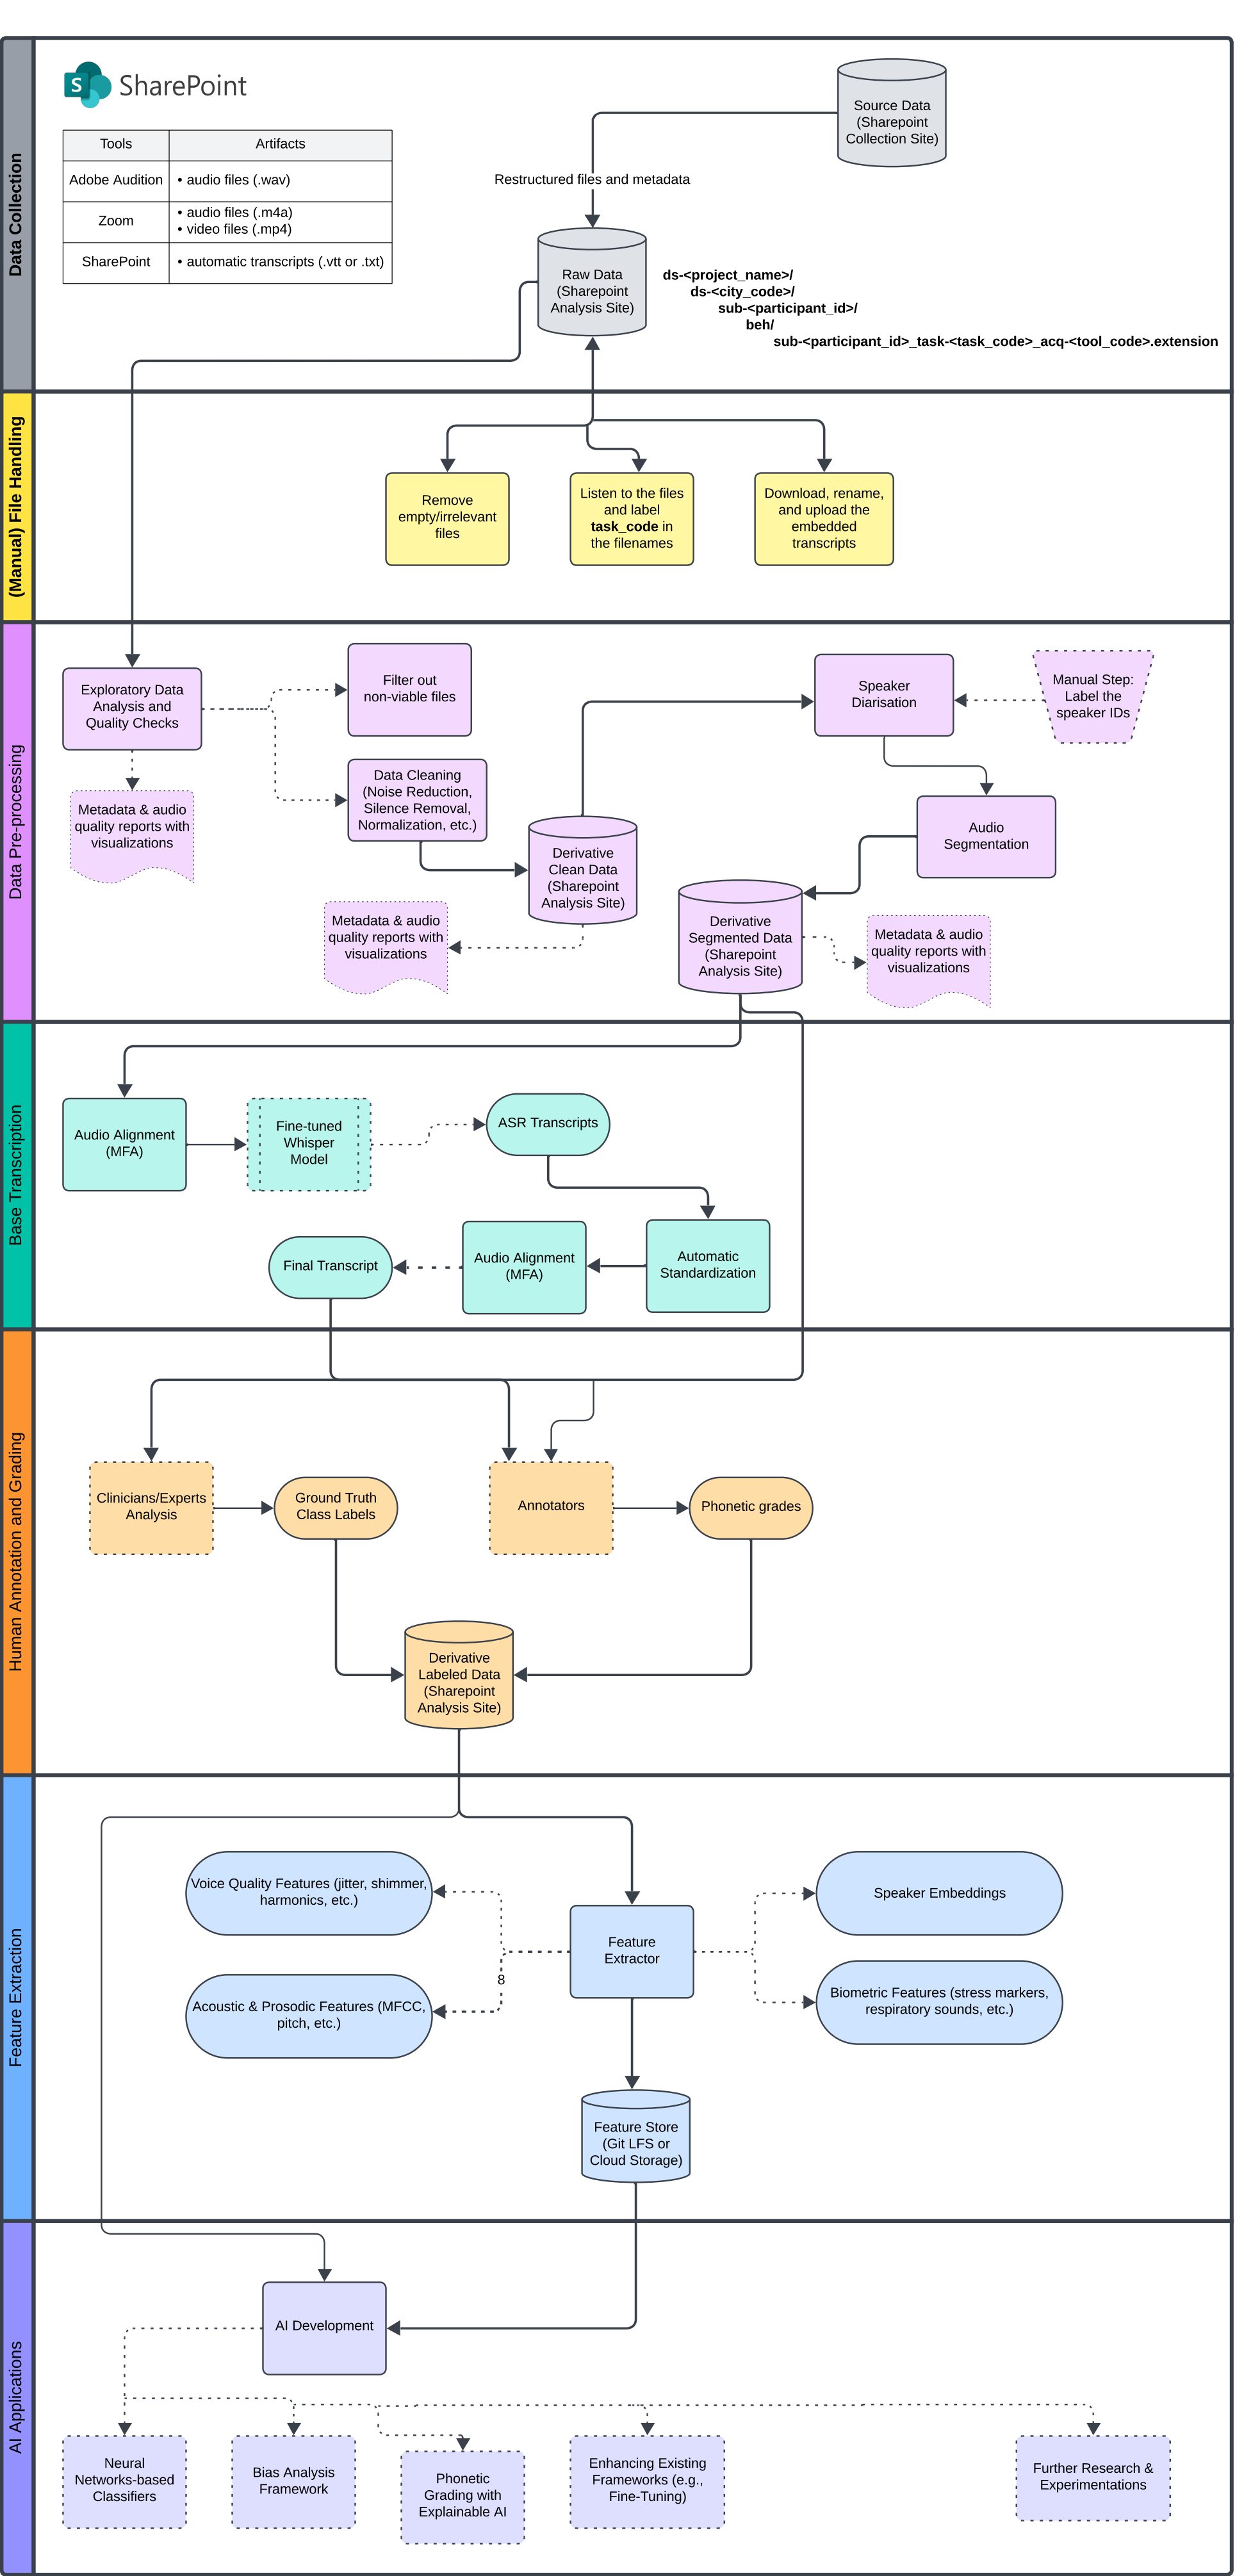 Data Collection
S SharePoint
Tools
Artifacts
Adobe Audition
• audio files (.wav)
Zoom
• audio files (.m4a)
• video files (.mp4)
SharePoint
• automatic transcripts (.vtt or .txt)
Source Data
(Sharepoint
Collection Site)
Restructured files and metadata
Raw Data
(Sharepoint
Analysis Site)
ds-<project_name>/
ds-<city_code>/
sub-<participant_id>/
beh/
sub-<participant_id>_task-<task_code>_acq-<tool_code>.extension
(Manual) File Handling
Remove
empty/irrelevant
files
Listen to the files
and label
task_code in
the filenames
Download, rename,
and upload the
embedded
transcripts
Data Pre-processing
Exploratory Data
Analysis and
Quality Checks
Filter out
non-viable files
Speaker
Diarisation
Manual Step:
Label the
speaker IDs
Metadata & audio
quality reports with
visualizations
Data Cleaning
(Noise Reduction,
Silence Removal,
Normalization, etc.)
Derivative
Clean Data
(Sharepoint
Analysis Site)
Audio
Segmentation
Metadata & audio
quality reports with
visualizations
Derivative
Segmented Data
(Sharepoint
Analysis Site)
Metadata & audio
quality reports with
visualizations
Base Transcription
Audio Alignment
(MFA)
Fine-tuned
Whisper
Model
ASR Transcripts
Final Transcript
Audio Alignment
(MFA)
Automatic
Standardization
Human Annotation and Grading
Clinicians/Experts
Analysis
Ground Truth
Class Labels
Annotators
Phonetic grades
Derivative
Labeled Data
(Sharepoint
Analysis Site)
Feature Extraction
Voice Quality Features (jitter, shimmer,
harmonics, etc.)
Feature
Extractor
Speaker Embeddings
8
Acoustic & Prosodic Features (MFCC,
pitch, etc.)
Biometric Features (stress markers,
respiratory sounds, etc.)
Feature Store
(Git LFS or
Cloud Storage)
AI Applications
AI Development
Neural
Networks-based
Classifiers
Bias Analysis
Framework
Phonetic
Grading with
Explainable AI
Enhancing Existing
Frameworks (e.g.,
Fine-Tuning)
Further Research &
Experimentations